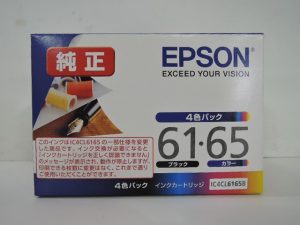 純正
EPSON
EXCEED YOUR VISION
4色パック
61・65
ブラック カラー
このインクはIC4CL6165の一部仕様を変更
した商品です。インク交換が必要になると
「インクカートリッジを正しく認識できません」
のメッセージが表示され、動作が停止しますが、
印刷できる枚数に変更はなく、これまで通り
ご使用いただくことができます。
4色パック インクカートリッジ IC4CL6165B